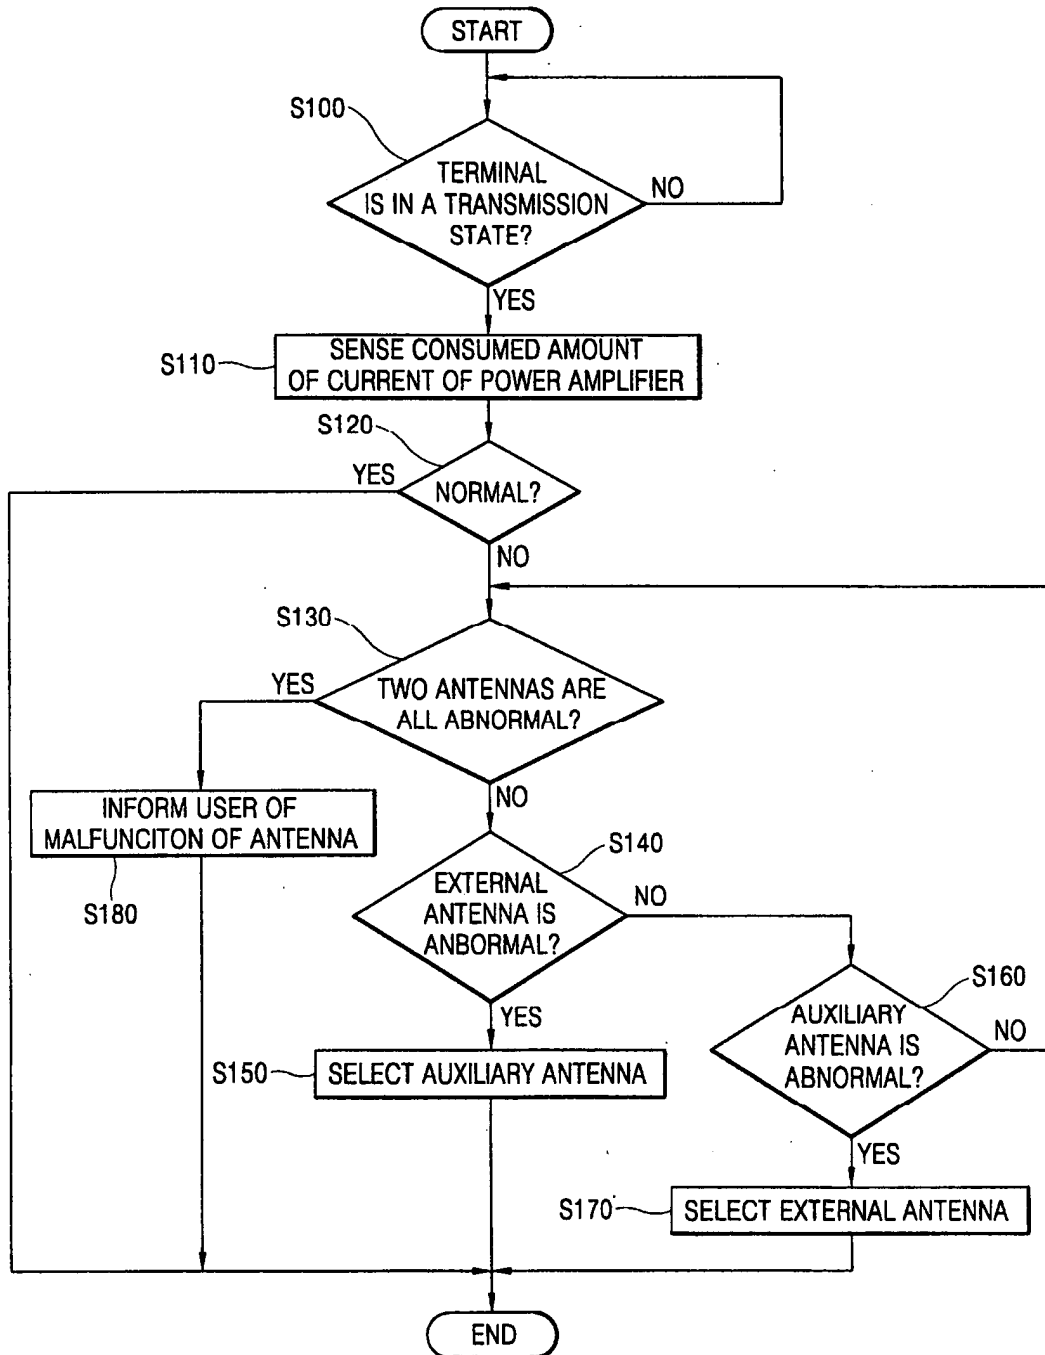 START
S100
TERMINAL
IS IN A TRANSMISSION
STATE?
NO
YES
S110
SENSE CONSUMED AMOUNT
OF CURRENT OF POWER AMPLIFIER
S120
YES
NORMAL?
NO
S130
YES
TWO ANTENNAS ARE
ALL ABNORMAL?
NO
INFORM USER OF
MALFUNCITON OF ANTENNA
S180
S140
EXTERNAL
ANTENNA IS
ANBORMAL?
NO
YES
S160
AUXILIARY
ANTENNA IS
ABNORMAL?
NO
S150
SELECT AUXILIARY ANTENNA
YES
S170
SELECT EXTERNAL ANTENNA
END